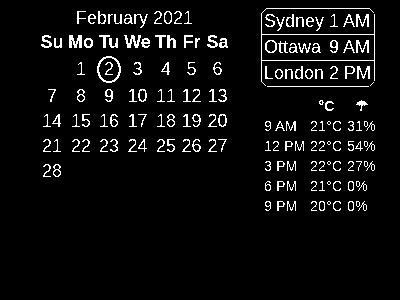 February 2021
Su Mo Tu We Th Fr Sa
1 2 3 4 5 6
7 8 9 10 11 12 13
14 15 16 17 18 19 20
21 22 23 24 25 26 27
28
Sydney 1 AM
Ottawa 9 AM
London 2 PM
°C ☂
9 AM 21°C 31%
12 PM 22°C 54%
3 PM 22°C 27%
6 PM 21°C 0%
9 PM 20°C 0%